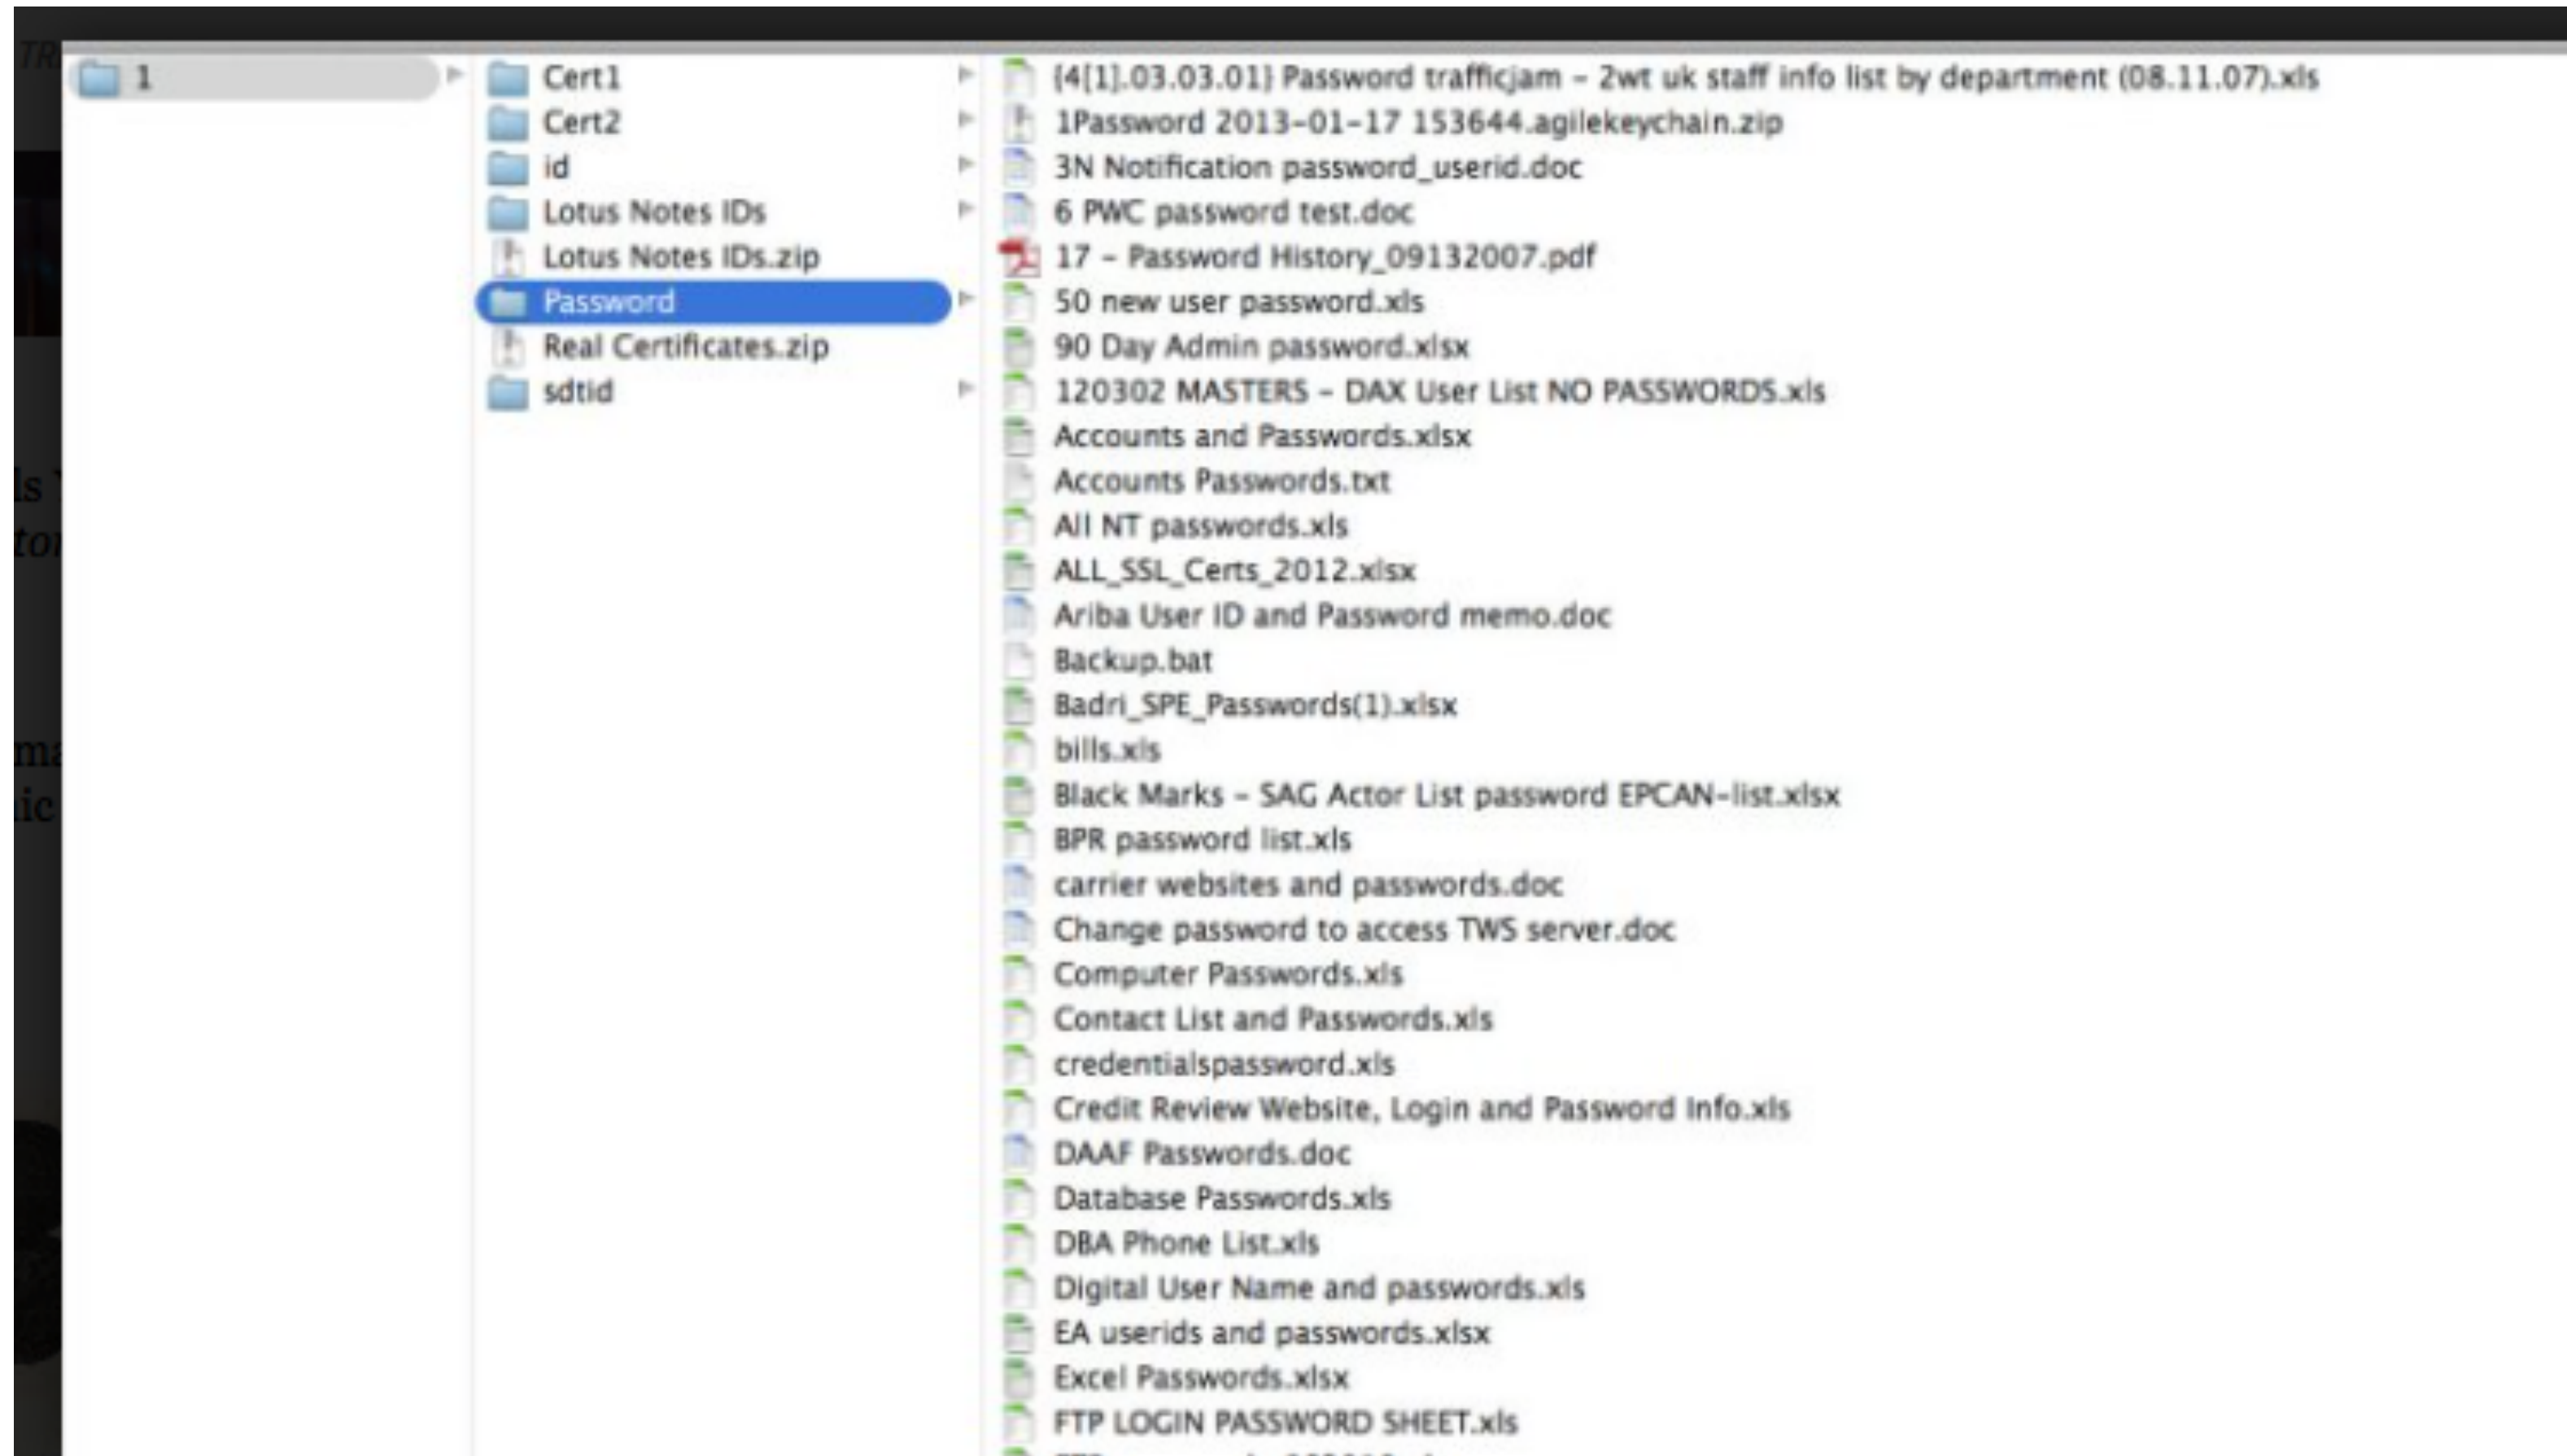 1
Cert1
Cert2
id
Lotus Notes IDs
Lotus Notes IDs.zip
Password
Real Certificates.zip
sdtid
{4[1].03.03.01} Password trafficjam - 2wt uk staff info list by department (08.11.07).xls
1Password 2013-01-17 153644.agilekeychain.zip
3N Notification password_userid.doc
6 PWC password test.doc
17 - Password History_09132007.pdf
50 new user password.xls
90 Day Admin password.xlsx
120302 MASTERS - DAX User List NO PASSWORDS.xls
Accounts and Passwords.xlsx
Accounts Passwords.txt
All NT passwords.xls
ALL_SSL_Certs_2012.xlsx
Ariba User ID and Password memo.doc
Backup.bat
Badri_SPE_Passwords(1).xlsx
bills.xls
Black Marks - SAG Actor List password EPCAN-list.xlsx
BPR password list.xls
carrier websites and passwords.doc
Change password to access TWS server.doc
Computer Passwords.xls
Contact List and Passwords.xls
credentialspassword.xls
Credit Review Website, Login and Password Info.xls
DAAF Passwords.doc
Database Passwords.xls
DBA Phone List.xls
Digital User Name and passwords.xls
EA userids and passwords.xlsx
Excel Passwords.xlsx
FTP LOGIN PASSWORD SHEET.xls